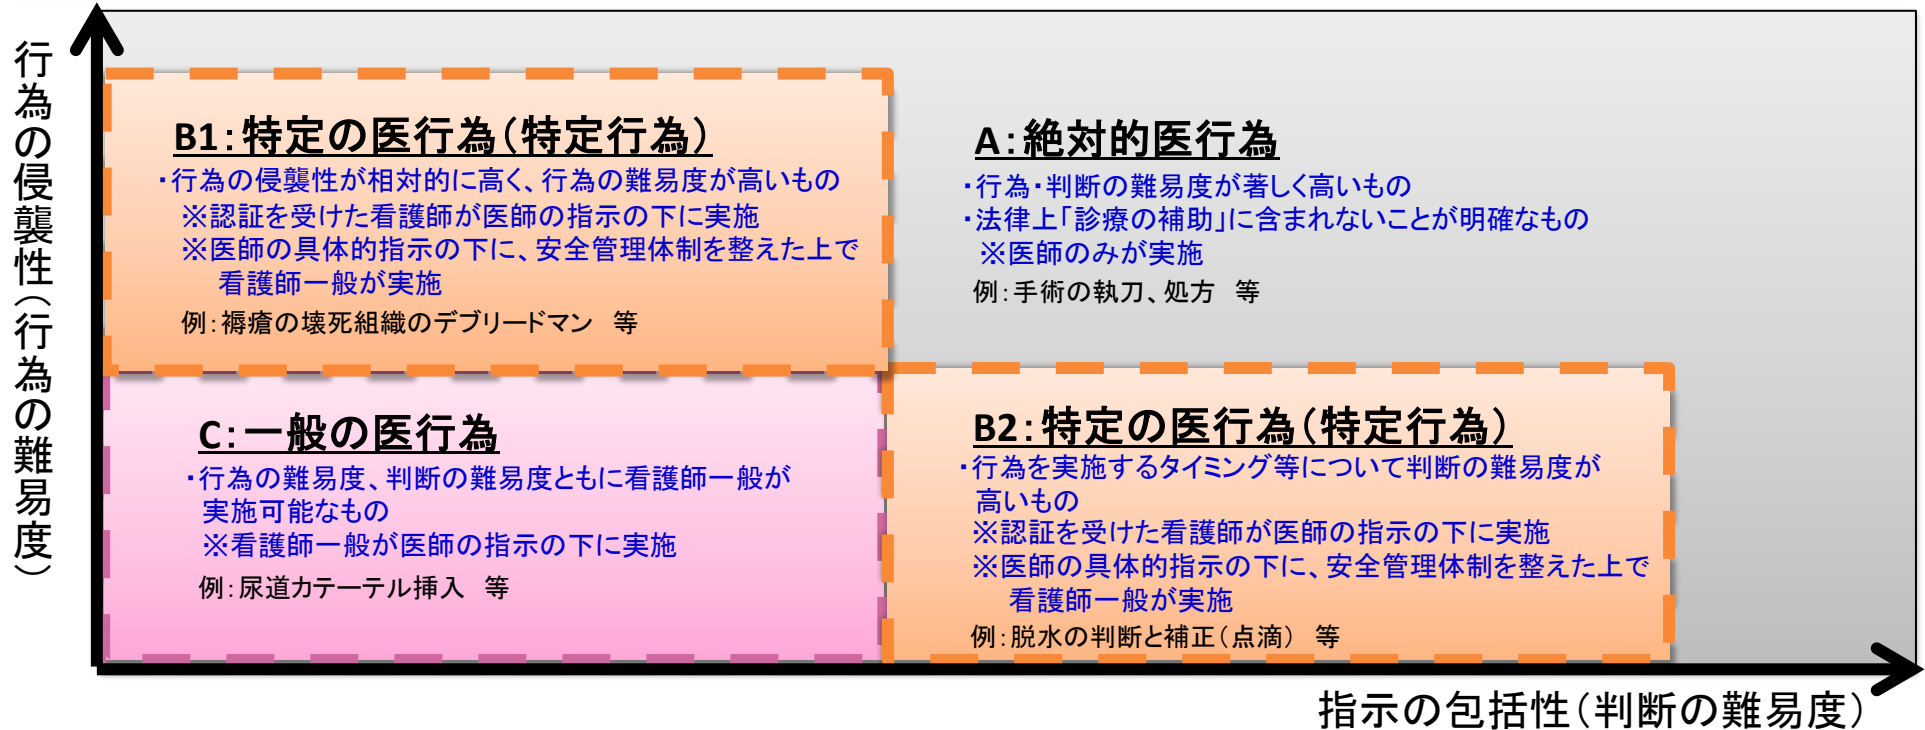 行為の侵襲性（行為の難易度）
B1：特定の医行為（特定行為）
・行為の侵襲性が相対的に高く、行為の難易度が高いもの
※認証を受けた看護師が医師の指示の下に実施
※医師の具体的指示の下に、安全管理体制を整えた上で
看護師一般が実施
例：褥瘡の壊死組織のデブリードマン　等
A：絶対的医行為
・行為・判断の難易度が著しく高いもの
・法律上「診療の補助」に含まれないことが明確なもの
※医師のみが実施
例：手術の執刀、処方　等
C：一般の医行為
・行為の難易度、判断の難易度ともに看護師一般が
実施可能なもの
※看護師一般が医師の指示の下に実施
例：尿道カテーテル挿入　等
B2：特定の医行為（特定行為）
・行為を実施するタイミング等について判断の難易度が
高いもの
※認証を受けた看護師が医師の指示の下に実施
※医師の具体的指示の下に、安全管理体制を整えた上で
看護師一般が実施
例：脱水の判断と補正（点滴）　等
指示の包括性（判断の難易度）